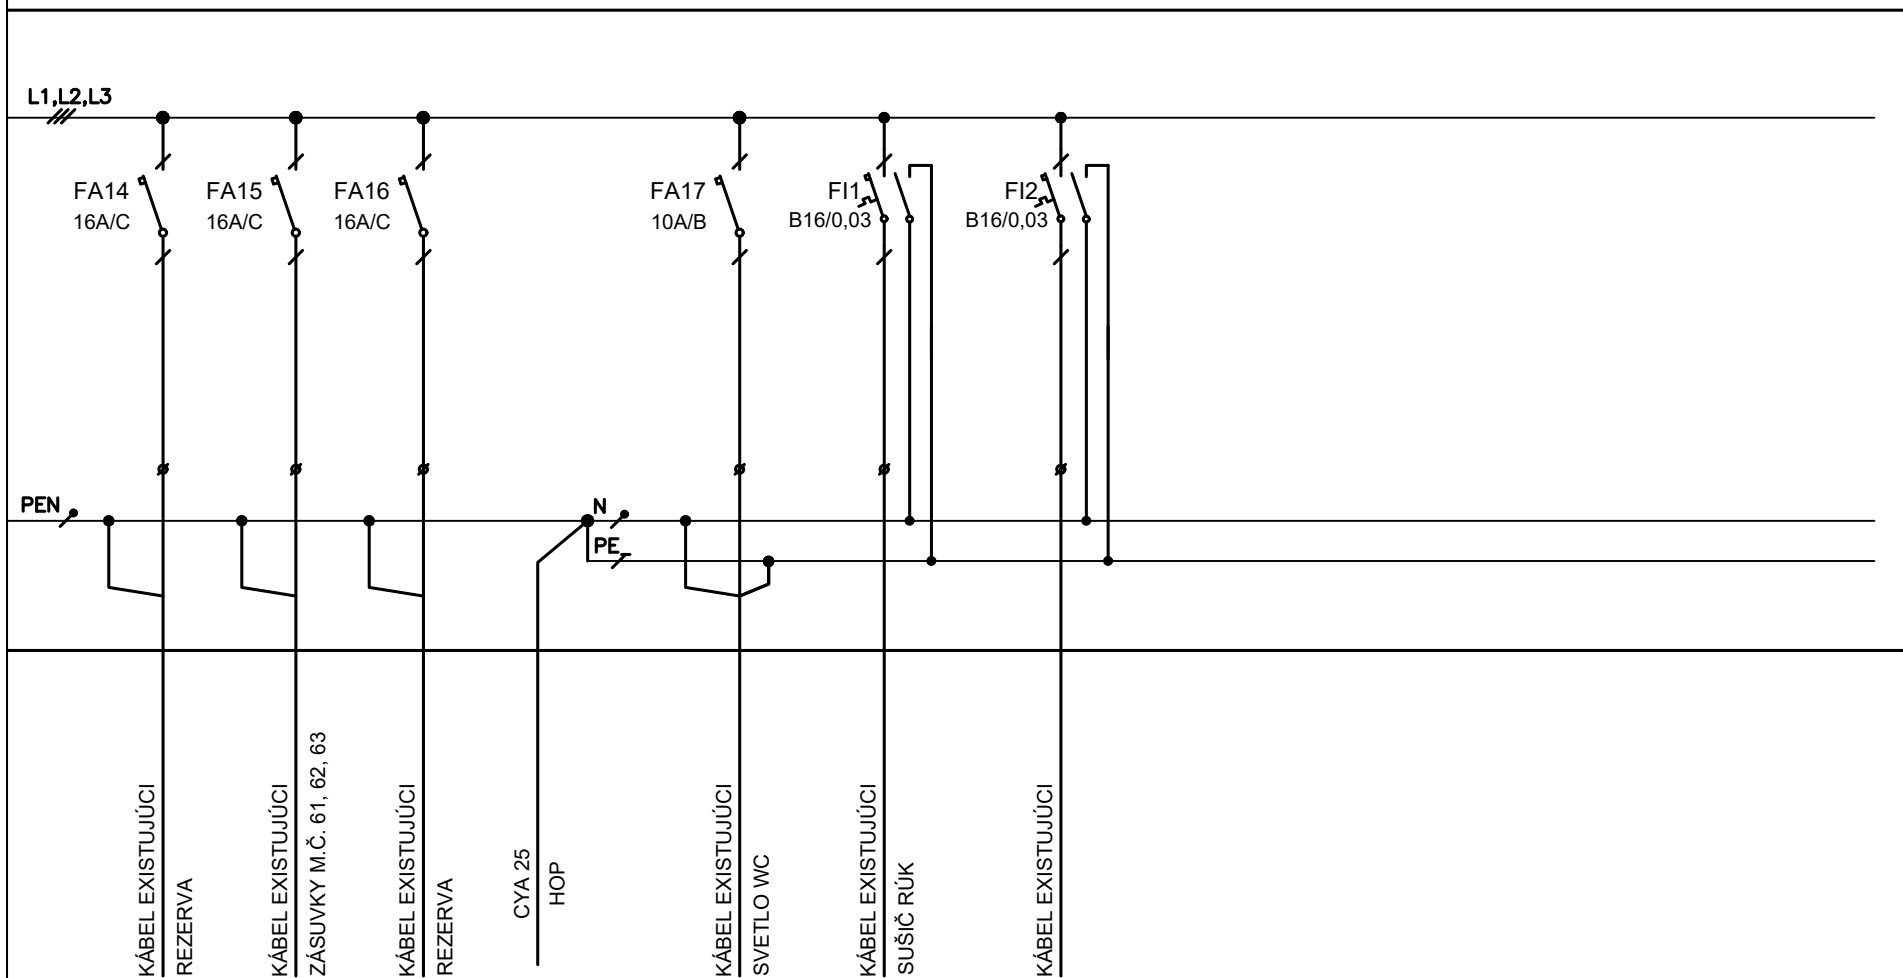 L1,L2,L3
FA14
16A/C
FA15
16A/C
FA16
16A/C
FA17
10A/B
FI1
B16/0,03
FI2
B16/0,03
PEN
N
PE
KÁBEL EXISTUJÚCI
REZERVA
KÁBEL EXISTUJÚCI
ZÁSUVKY M.Č. 61, 62, 63
KÁBEL EXISTUJÚCI
REZERVA
CYA 25
HOP
KÁBEL EXISTUJÚCI
SVETLO WC
KÁBEL EXISTUJÚCI
SUŠIČ RÚK
KÁBEL EXISTUJÚCI